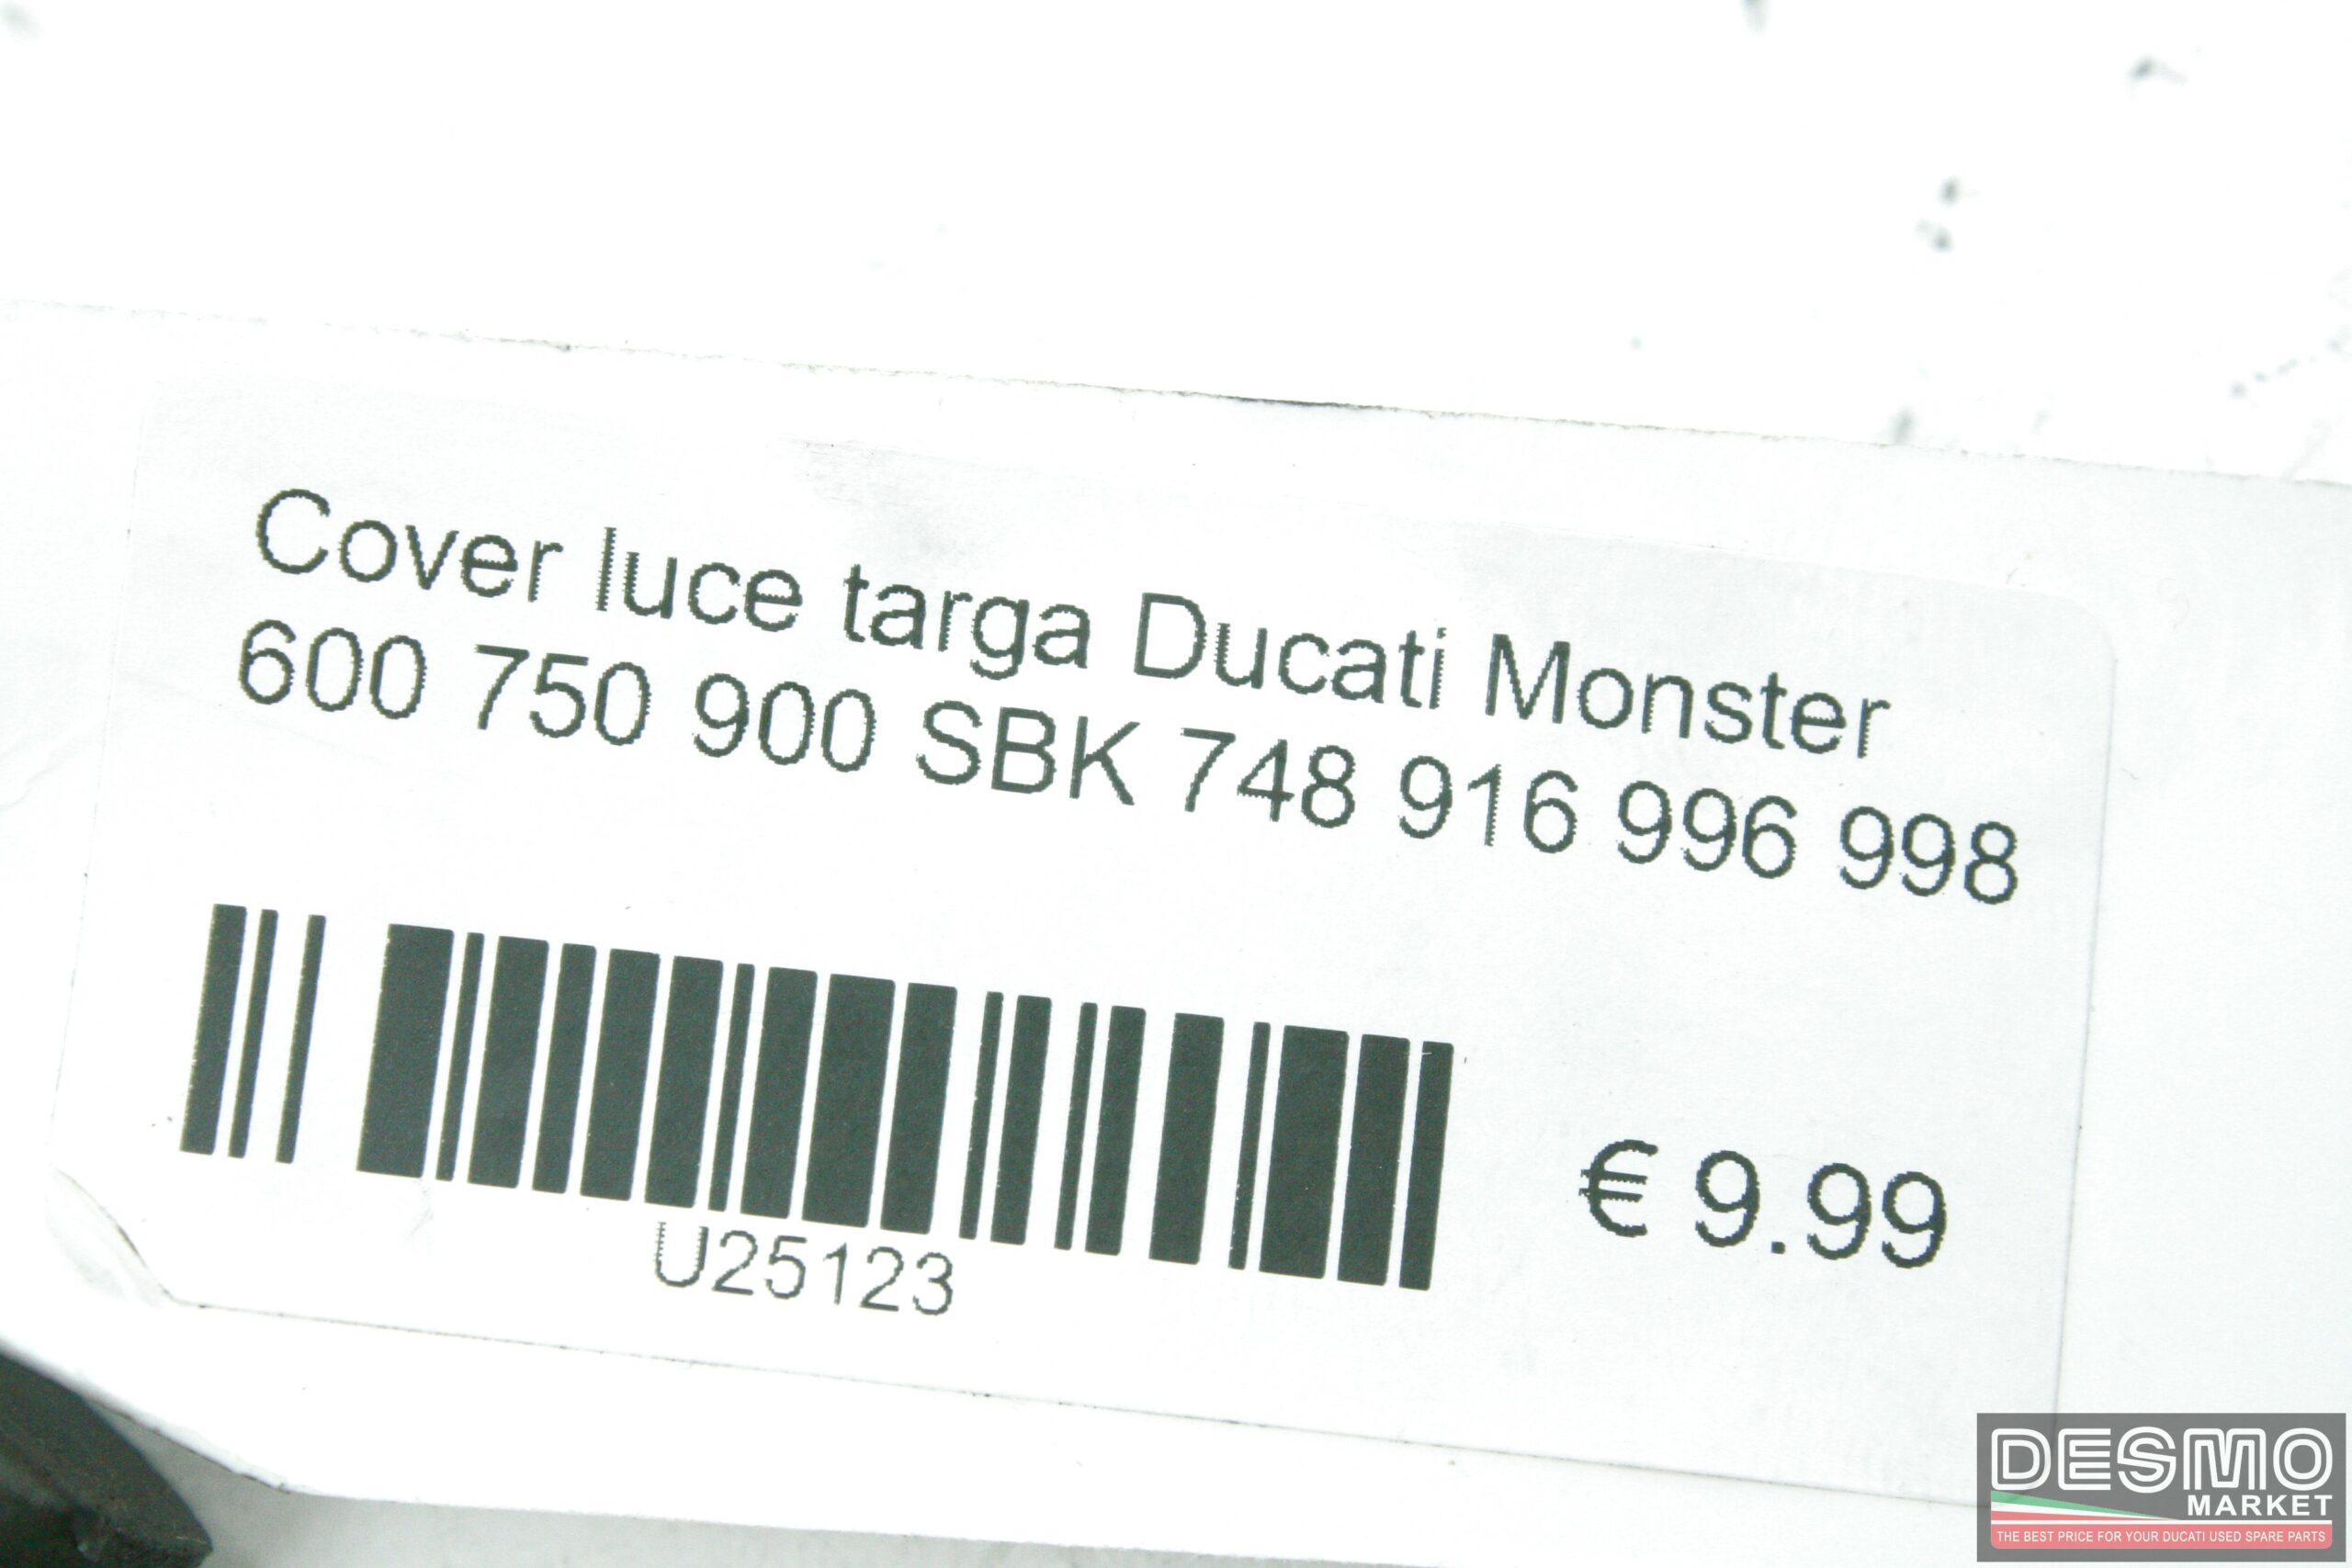 Cover luce targa Ducati Monster
600 750 900 SBK 748 916 996 998
€ 9.99
U25123
DESMO
MARKET
THE BEST PRICE FOR YOUR DUCATI USED SPARE PARTS